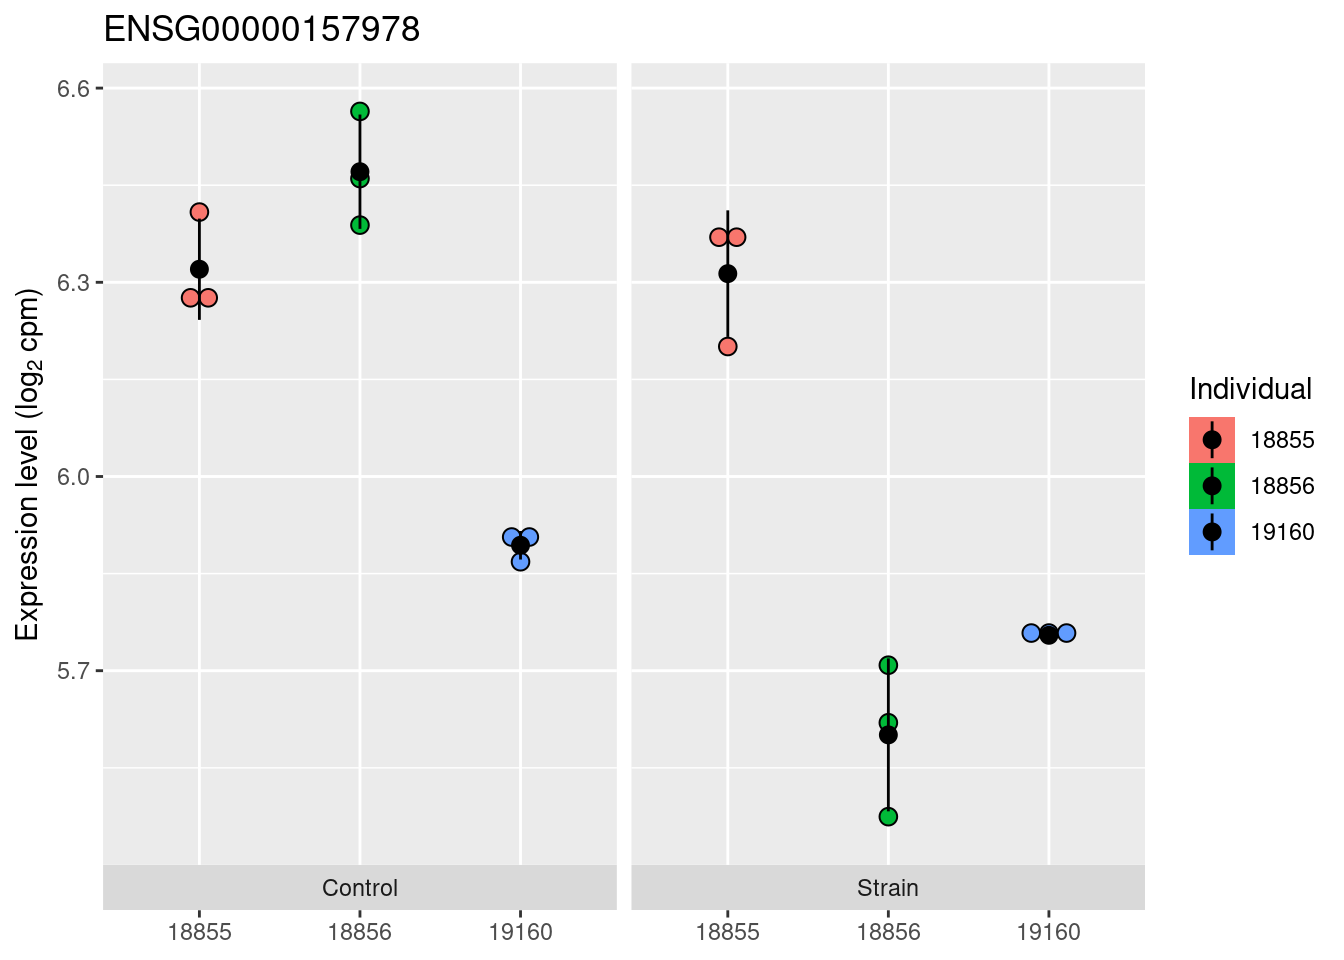 ENSG00000157978
Expression level (log₂ cpm)
6.6
6.3
6.0
5.7
Control
Strain
18855
18856
19160
18855
18856
19160
Individual
18855
18856
19160